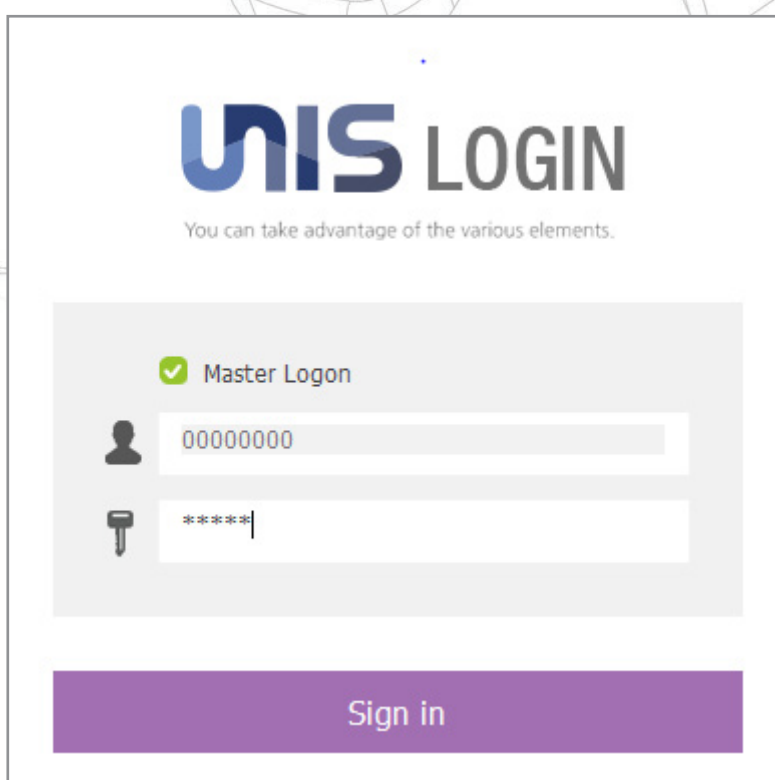 UNIS LOGIN
You can take advantage of the various elements.
Master Logon
00000000
*****
Sign in